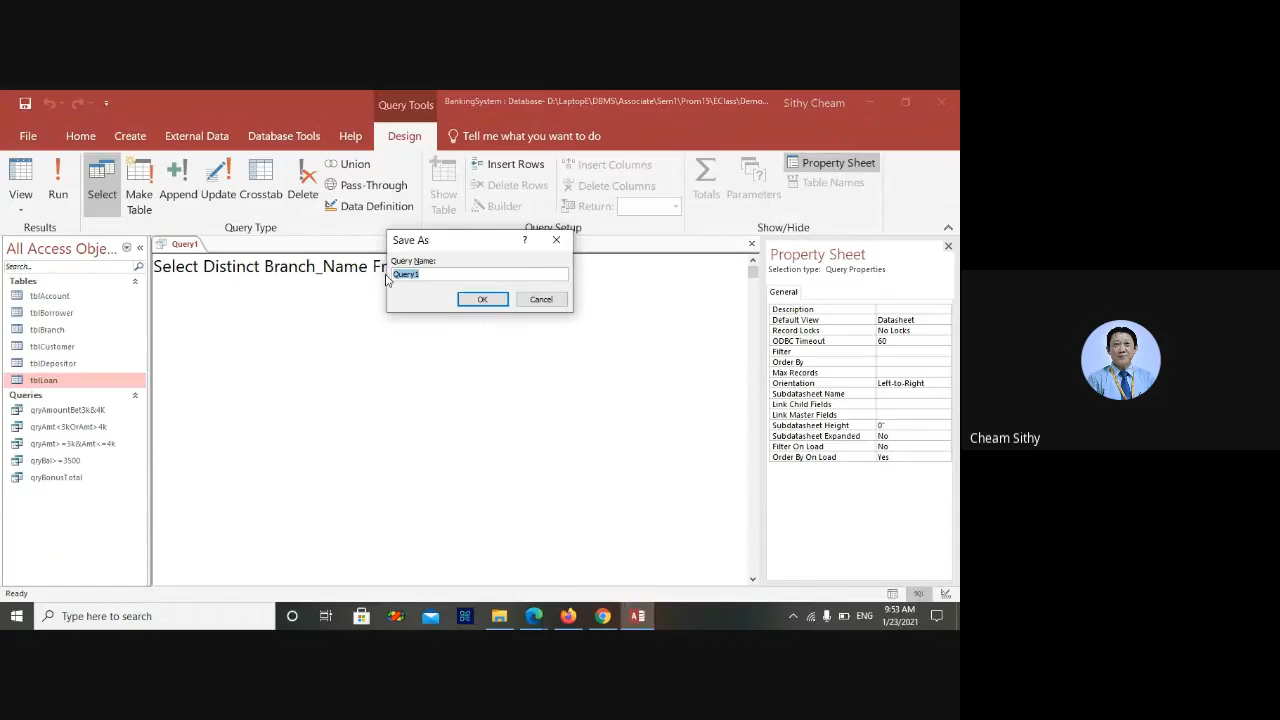 Query Tools
BankingSystem : Database- D:\LaptopE\DBMS\Associate\Sem1\Prom15\EClass\Demo...
Sithy Cheam
File
Home
Create
External Data
Database Tools
Help
Design
Tell me what you want to do
View
Run
Select
Make Table
Append
Update
Crosstab
Delete
Union
Pass-Through
Data Definition
Show Table
Insert Rows
Delete Rows
Builder
Insert Columns
Delete Columns
Return:
Totals
Parameters
Property Sheet
Table Names
Results
Query Type
Query Setup
Show/Hide
All Access Obje...
Search...
Tables
tblAccount
tblBorrower
tblBranch
tblCustomer
tblDepositor
tblLoan
Queries
qryAmountBet3k&4K
qryAmt<3kOrAmt>4k
qryAmt>=3k&Amt<=4k
qryBal>=3500
qryBonusTotal
Query1
Select Distinct Branch_Name Fr
Save As
?
Query Name:
Query1
OK
Cancel
Property Sheet
Selection type: Query Properties
General
Description
Default View Datasheet
Record Locks No Locks
ODBC Timeout 60
Filter
Order By
Max Records
Orientation Left-to-Right
Subdatasheet Name
Link Child Fields
Link Master Fields
Subdatasheet Height 0"
Subdatasheet Expanded No
Filter On Load No
Order By On Load Yes
Ready
SQL
Type here to search
ENG
9:53 AM
1/23/2021
Cheam Sithy